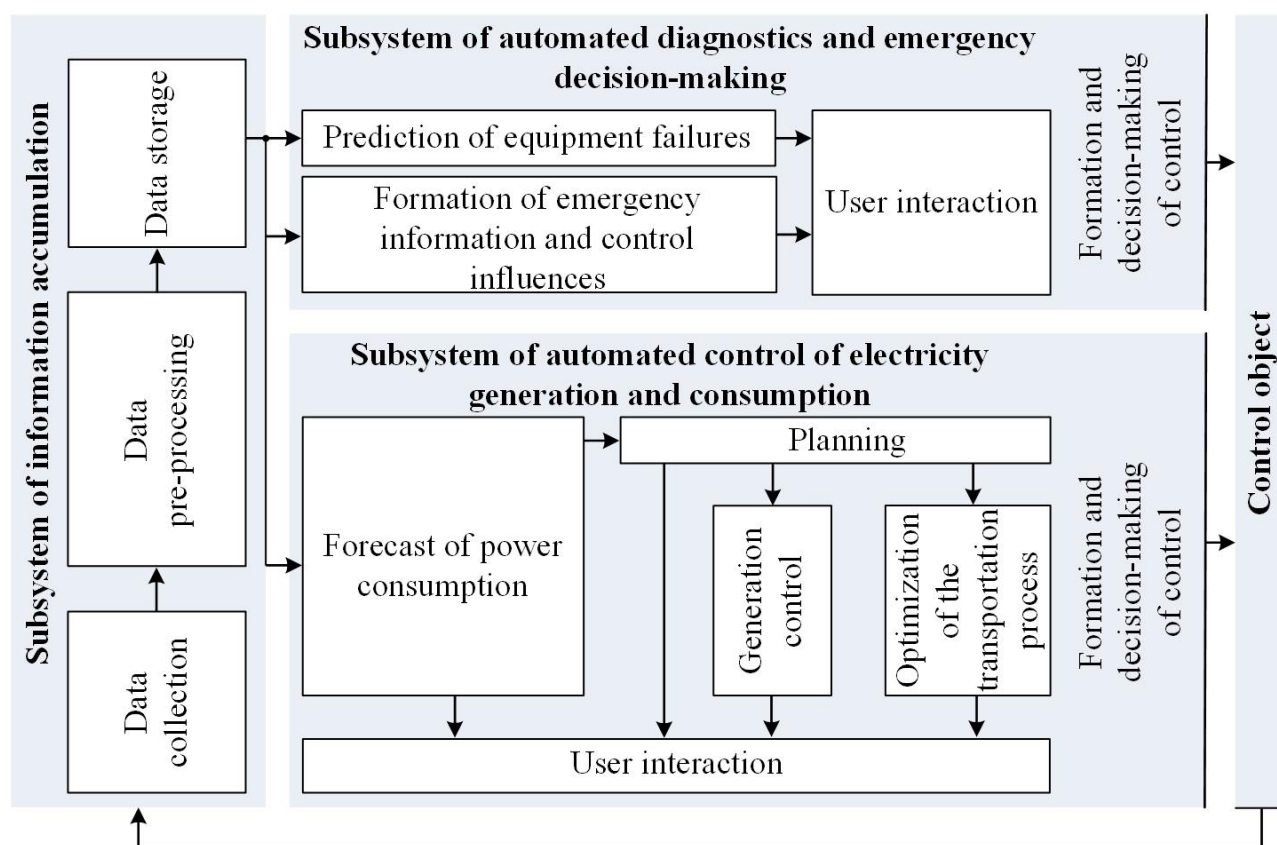 Subsystem of information accumulation
Data storage
Data
pre-processing
Data
collection
Subsystem of automated diagnostics and emergency
decision-making
Prediction of equipment failures
Formation of emergency
information and control
influences
User interaction
Formation and
decision-making
of control
Subsystem of automated control of electricity
generation and consumption
Forecast of power
consumption
Planning
Generation
control
Optimization
of the
transportation
process
User interaction
Formation and
decision-making
of control
Control object